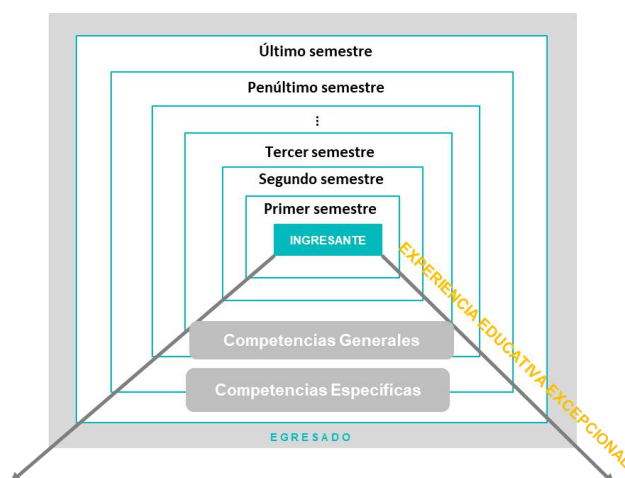 Último semestre
Penúltimo semestre
⋮
Tercer semestre
Segundo semestre
Primer semestre
INGRESANTE
EXPERIENCIA EDUCATIVA EXCEPCIONAL
Competencias Generales
Competencias Específicas
EGRESADO